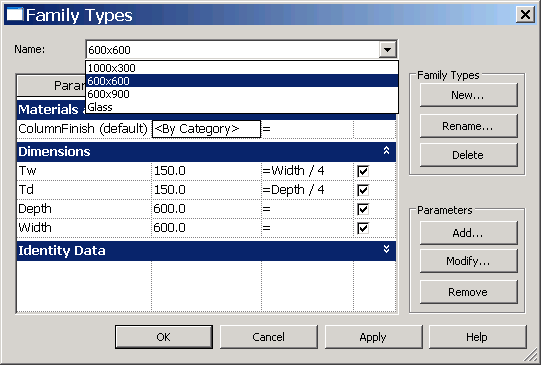 Family Types
Name: 600x600
1000x300
600x600
600x900
Glass
Family Types
New...
Rename...
Delete
Materials
ColumnFinish (default) <By Category> =
Dimensions
Tw 150.0 =Width / 4
Td 150.0 =Depth / 4
Depth 600.0 =
Width 600.0 =
Identity Data
Parameters
Add...
Modify...
Remove
OK Cancel Apply Help